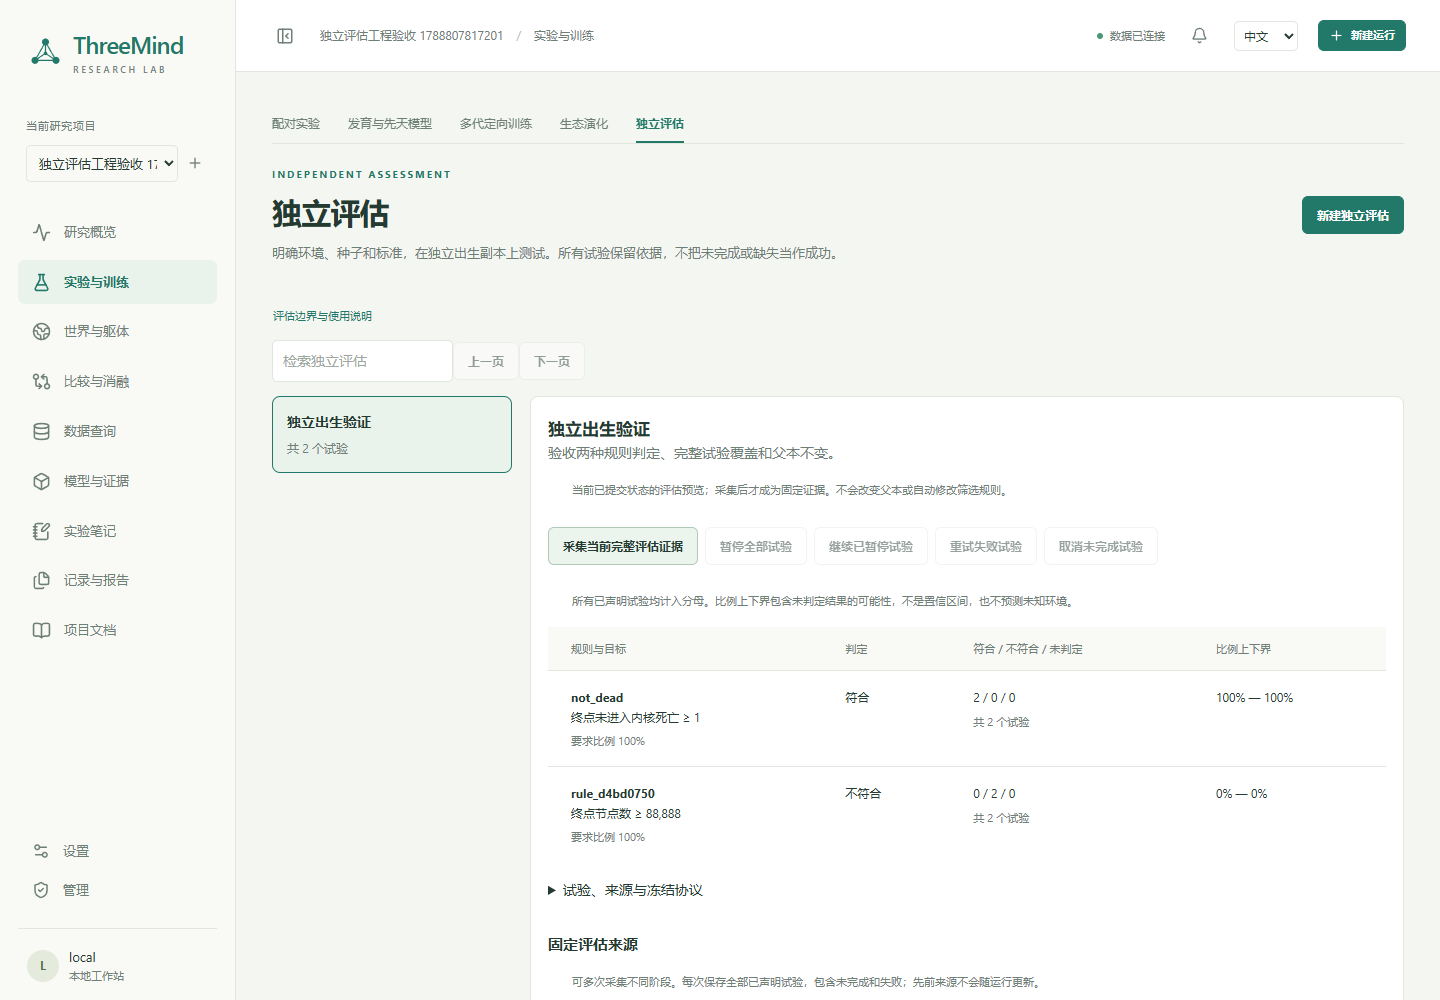 ThreeMind
RESEARCH LAB
当前研究项目
独立评估工程验收 17
研究概览
实验与训练
世界与躯体
比较与消融
数据查询
模型与证据
实验笔记
记录与报告
项目文档
设置
管理
L
local
本地工作站
独立评估工程验收 1788807817201 / 实验与训练
数据已连接
中文
新建运行
配对实验
发育与先天模型
多代定向训练
生态演化
独立评估
INDEPENDENT ASSESSMENT
独立评估
新建独立评估
明确环境、种子和标准，在独立出生副本上测试。所有试验保留依据，不把未完成或缺失当作成功。
评估边界与使用说明
检索独立评估
上一页
下一页
独立出生验证
共 2 个试验
独立出生验证
验收两种规则判定、完整试验覆盖和父本不变。
当前已提交状态的评估预览；采集后才成为固定证据。不会改变父本或自动修改筛选规则。
采集当前完整评估证据
暂停全部试验
继续已暂停试验
重试失败试验
取消未完成试验
所有已声明试验均计入分母。比例上下界包含未判定结果的可能性，不是置信区间，也不预测未知环境。
规则与目标 判定 符合 / 不符合 / 未判定 比例上下界
not_dead 符合 2 / 0 / 0 100% — 100%
终点未进入内核死亡 ≥ 1 共 2 个试验
要求比例 100%
rule_d4bd0750 不符合 0 / 2 / 0 0% — 0%
终点节点数 ≥ 88,888 共 2 个试验
要求比例 100%
试验、来源与冻结协议
固定评估来源
可多次采集不同阶段。每次保存全部已声明试验，包含未完成和失败；先前来源不会随运行更新。